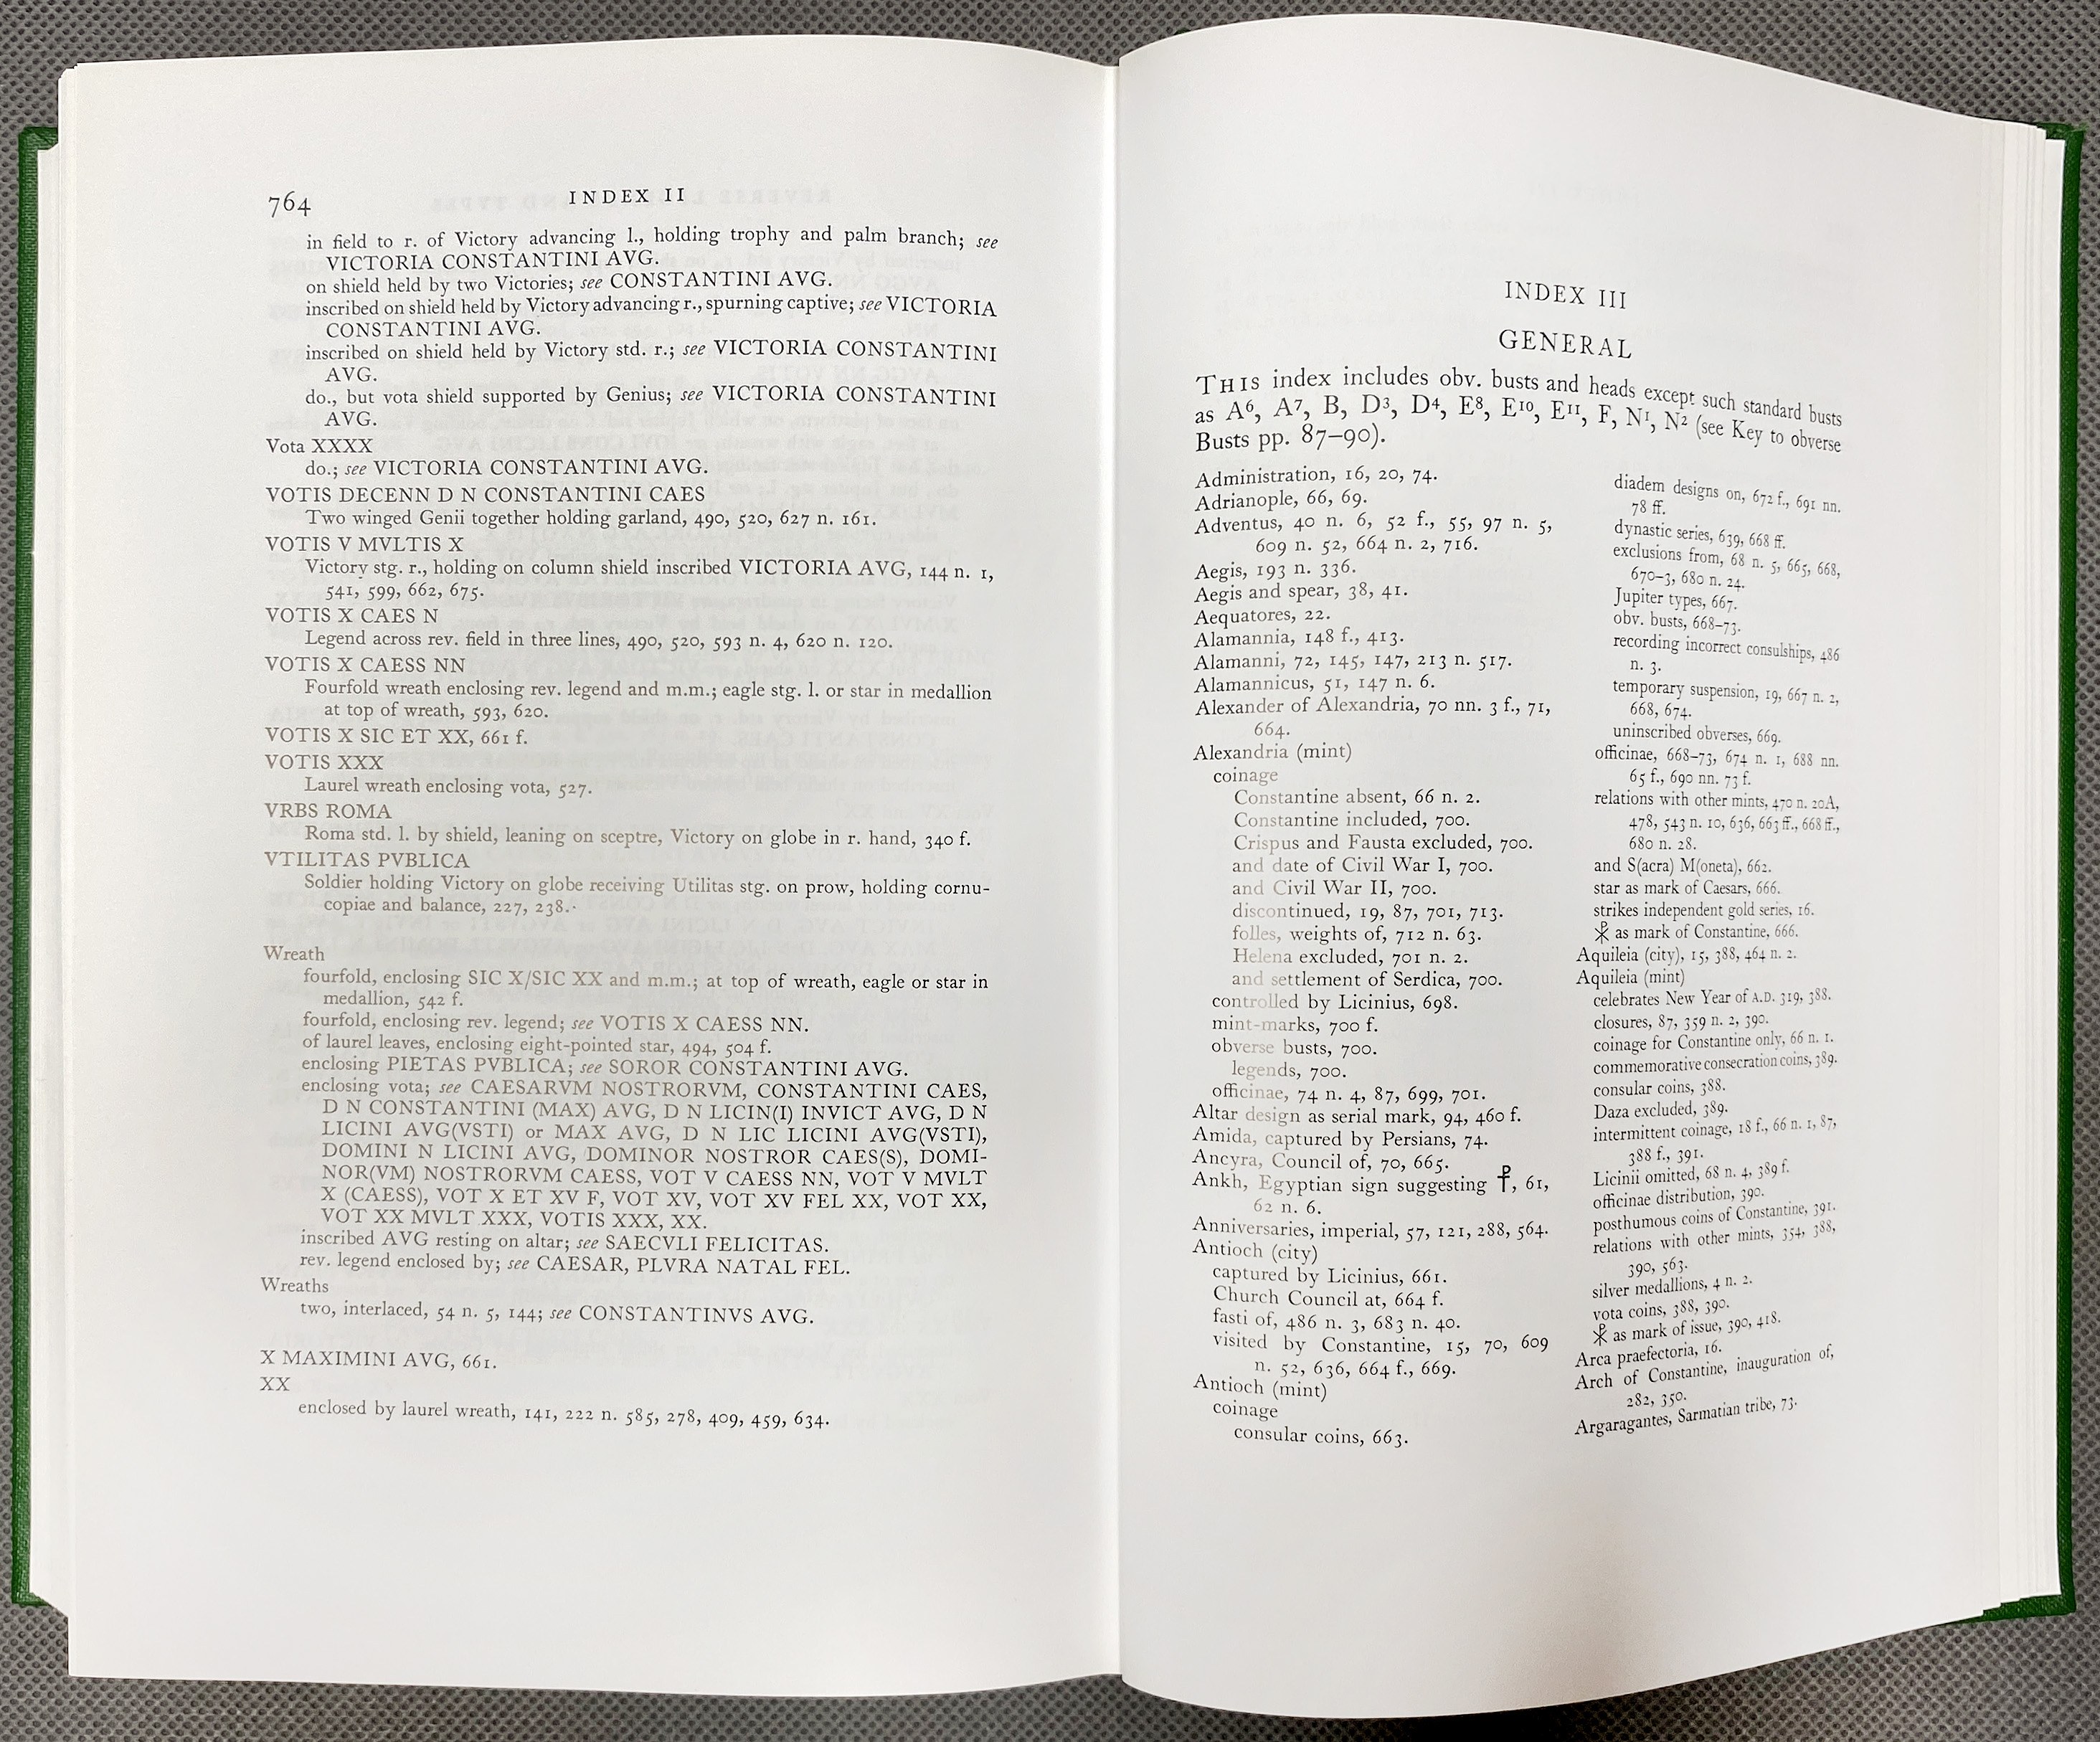 764
INDEX II
in field to r. of Victory advancing l., holding trophy and palm branch; see
VICTORIA CONSTANTINI AVG.
on shield held by two Victories; see CONSTANTINI AVG.
inscribed on shield held by Victory advancing r., spurning captive; see VICTORIA
CONSTANTINI AVG.
inscribed on shield held by Victory std. r.; see VICTORIA CONSTANTINI
AVG.
do., but vota shield supported by Genius; see VICTORIA CONSTANTINI
AVG.
Vota XXXX
do.; see VICTORIA CONSTANTINI AVG.
VOTIS DECENN D N CONSTANTINI CAES
Two winged Genii together holding garland, 490, 520, 627 n. 161.
VOTIS V MVLTIS X
Victory stg. r., holding on column shield inscribed VICTORIA AVG, 144 n. 1,
541, 599, 662, 675.
VOTIS X CAES N
Legend across rev. field in three lines, 490, 520, 593 n. 4, 620 n. 120.
VOTIS X CAESS NN
Fourfold wreath enclosing rev. legend and m.m.; eagle stg. l. or star in medallion
at top of wreath, 593, 620.
VOTIS X SIC ET XX, 661 f.
VOTIS XXX
Laurel wreath enclosing vota, 527.
VRBS ROMA
Roma std. l. by shield, leaning on sceptre, Victory on globe in r. hand, 340 f.
VTILITAS PVBLICA
Soldier holding Victory on globe receiving Utilitas stg. on prow, holding cornu-
copiae and balance, 227, 238.
Wreath
fourfold, enclosing SIC X/SIC XX and m.m.; at top of wreath, eagle or star in
medallion, 542 f.
fourfold, enclosing rev. legend; see VOTIS X CAESS NN.
of laurel leaves, enclosing eight-pointed star, 494, 504 f.
enclosing PIETAS PVBLICA; see SOROR CONSTANTINI AVG.
enclosing vota; see CAESARVM NOSTRORVM, CONSTANTINI CAES,
D N CONSTANTINI (MAX) AVG, D N LICIN(I) INVICT AVG, D N
LICINI AVG(VSTI) or MAX AVG, D N LIC LICINI AVG(VSTI),
DOMINI N LICINI AVG, DOMINOR NOSTROR CAES(S), DOMI-
NOR(VM) NOSTRORVM CAESS, VOT V CAESS NN, VOT V MVLT
X (CAESS), VOT X ET XV F, VOT XV, VOT XV FEL XX, VOT XX,
VOT XX MVLT XXX, VOTIS XXX, XX.
inscribed AVG resting on altar; see SAECVLI FELICITAS.
rev. legend enclosed by; see CAESAR, PLVRA NATAL FEL.
Wreaths
two, interlaced, 54 n. 5, 144; see CONSTANTINVS AVG.
X MAXIMINI AVG, 661.
XX
enclosed by laurel wreath, 141, 222 n. 585, 278, 409, 459, 634.
INDEX III
GENERAL
THIS index includes obv. busts and heads except such standard busts
as A⁶, A⁷, B, D³, D⁴, E⁸, E¹⁰, E¹¹, F, N¹, N² (see Key to obverse
Busts pp. 87–90).
Administration, 16, 20, 74.
Adrianople, 66, 69.
Adventus, 40 n. 6, 52 f., 55, 97 n. 5,
609 n. 52, 664 n. 2, 716.
Aegis, 193 n. 336.
Aegis and spear, 38, 41.
Aequatores, 22.
Alamannia, 148 f., 413.
Alamanni, 72, 145, 147, 213 n. 517.
Alamannicus, 51, 147 n. 6.
Alexander of Alexandria, 70 nn. 3 f., 71,
664.
Alexandria (mint)
coinage
Constantine absent, 66 n. 2.
Constantine included, 700.
Crispus and Fausta excluded, 700.
and date of Civil War I, 700.
and Civil War II, 700.
discontinued, 19, 87, 701, 713.
folles, weights of, 712 n. 63.
Helena excluded, 701 n. 2.
and settlement of Serdica, 700.
controlled by Licinius, 698.
mint-marks, 700 f.
obverse busts, 700.
legends, 700.
officinae, 74 n. 4, 87, 699, 701.
Altar design as serial mark, 94, 460 f.
Amida, captured by Persians, 74.
Ancyra, Council of, 70, 665.
Ankh, Egyptian sign suggesting ⳨, 61,
62 n. 6.
Anniversaries, imperial, 57, 121, 288, 564.
Antioch (city)
captured by Licinius, 661.
Church Council at, 664 f.
fasti of, 486 n. 3, 683 n. 40.
visited by Constantine, 15, 70, 609
n. 52, 636, 664 f., 669.
Antioch (mint)
coinage
consular coins, 663.
diadem designs on, 672 f., 691 nn.
78 ff.
dynastic series, 639, 668 ff.
exclusions from, 68 n. 5, 665, 668,
670–3, 680 n. 24.
Jupiter types, 667.
obv. busts, 668–73.
recording incorrect consulships, 486
n. 3.
temporary suspension, 19, 667 n. 2,
668, 674.
uninscribed obverses, 669.
officinae, 668–73, 674 n. 1, 688 nn.
65 f., 690 nn. 73 f.
relations with other mints, 470 n. 20A,
478, 543 n. 10, 636, 663 ff., 668 ff.,
680 n. 28.
and S(acra) M(oneta), 662.
star as mark of Caesars, 666.
strikes independent gold series, 16.
☧ as mark of Constantine, 666.
Aquileia (city), 15, 388, 464 n. 2.
Aquileia (mint)
celebrates New Year of A.D. 319, 388.
closures, 87, 359 n. 2, 390.
coinage for Constantine only, 66 n. 1.
commemorative consecration coins, 389.
consular coins, 388.
Daza excluded, 389.
intermittent coinage, 18 f., 66 n. 1, 87,
388 f., 391.
Licinii omitted, 68 n. 4, 389 f.
officinae distribution, 390.
posthumous coins of Constantine, 391.
relations with other mints, 354, 388,
390, 563.
silver medallions, 4 n. 2.
vota coins, 388, 390.
☧ as mark of issue, 390, 418.
Arca praefectoria, 16.
Arch of Constantine, inauguration of,
282, 350.
Argaragantes, Sarmatian tribe, 73.